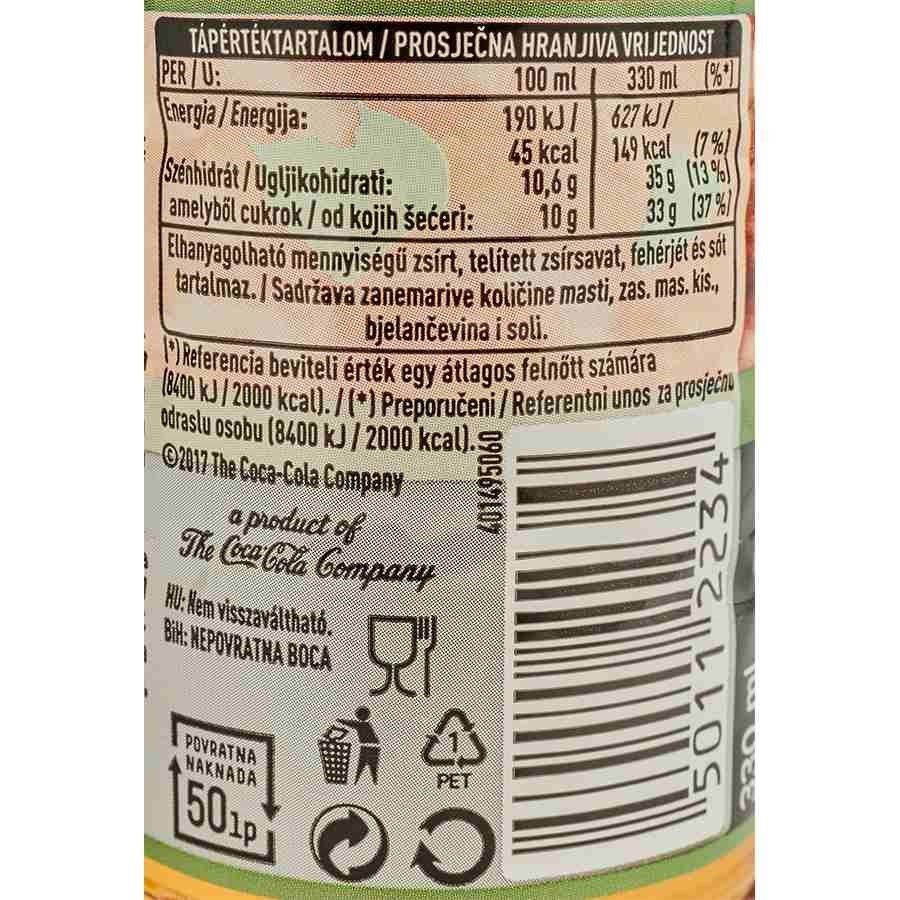 TÁPÉRTÉKTARTALOM / PROSJEČNA HRANJIVA VRIJEDNOST
PER / U: 100 ml 330 ml (%*)
Energia / Energija: 190 kJ / 627 kJ /
45 kcal 149 kcal (7 %)
Szénhidrát / Ugljikohidrati: 10,6 g 35 g (13 %)
amelyből cukrok / od kojih šećeri: 10 g 33 g (37 %)
Elhanyagolható mennyiségű zsírt, telített zsírsavat, fehérjét és sót
tartalmaz. / Sadržava zanemarive količine masti, zas. mas. kis.,
bjelančevina i soli.
(*) Referencia beviteli érték egy átlagos felnőtt számára
(8400 kJ / 2000 kcal). / (*) Preporučeni / Referentni unos za prosječnu
odraslu osobu (8400 kJ / 2000 kcal).
©2017 The Coca-Cola Company
401495060
a product of
The Coca-Cola Company
HU: Nem visszaváltható.
BiH: NEPOVRATNA BOCA
POVRATNA
NAKNADA
50 lp
1
PET
5011 2234
330 ml